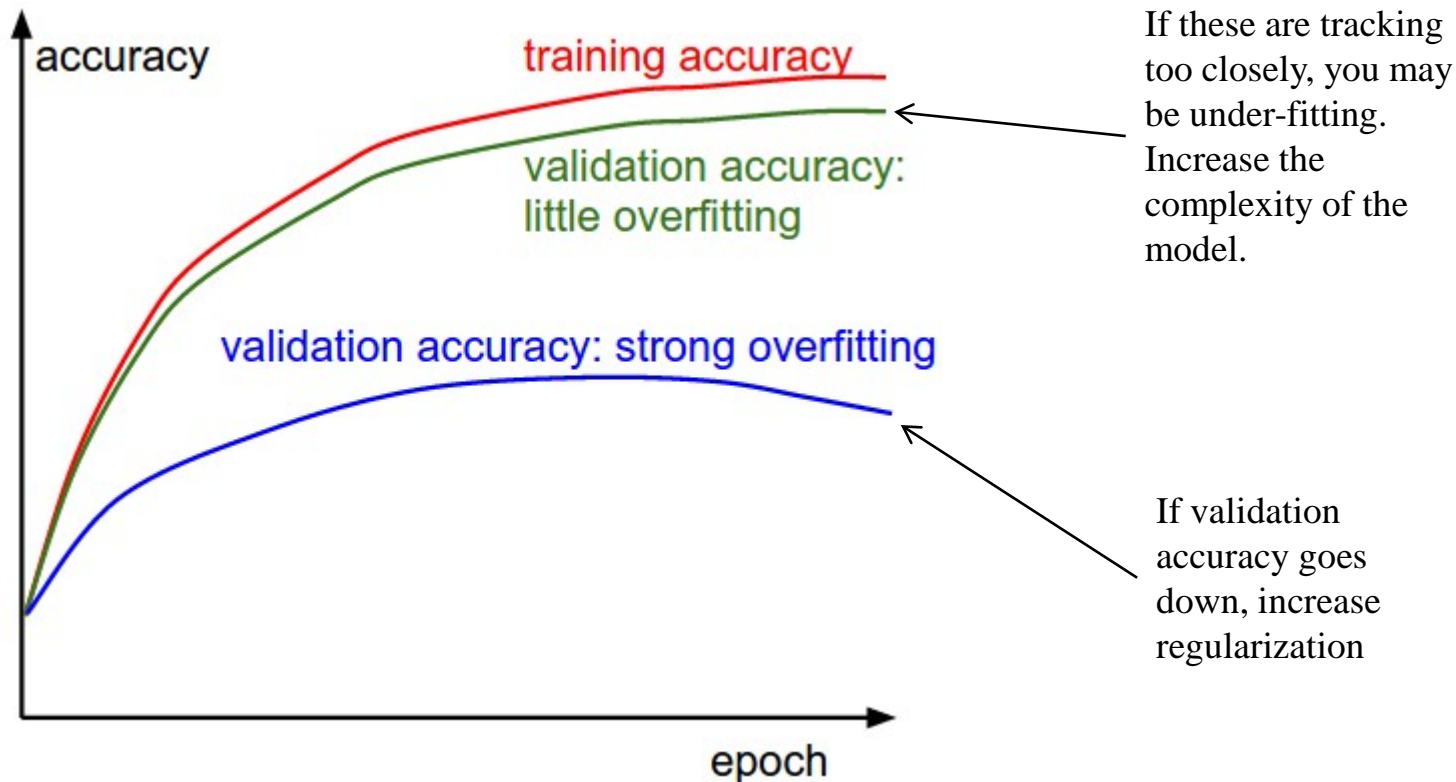 accuracy
training accuracy
validation accuracy:
little overfitting
validation accuracy: strong overfitting
epoch
If these are tracking
too closely, you may
be under-fitting.
Increase the
complexity of the
model.
If validation
accuracy goes
down, increase
regularization